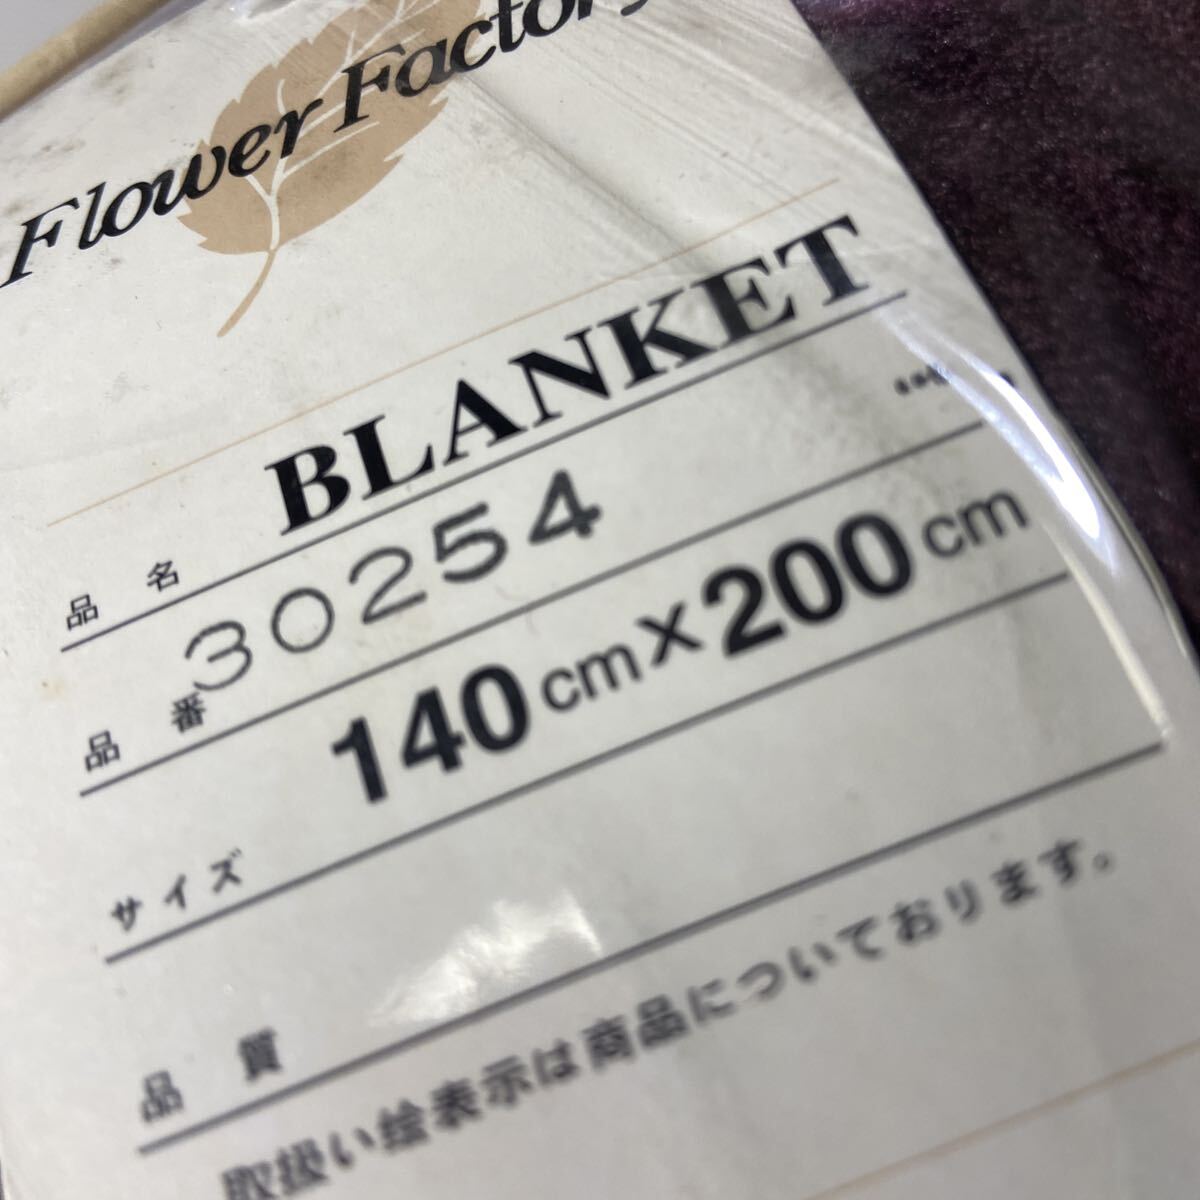 Flower Factory
品名 BLANKET
品番 30254
サイズ 140cm×200cm
品質
取扱い絵表示は商品についております。